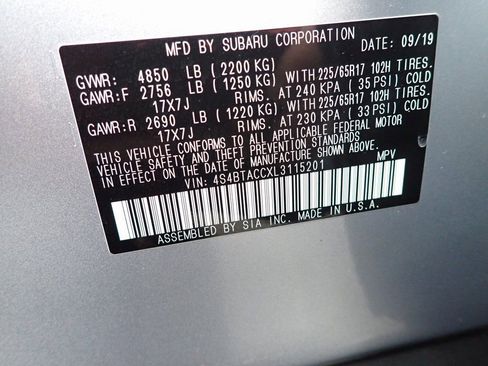 MFD BY SUBARU CORPORATION DATE: 09/19
GVWR: 4850 LB (2200 KG)
GAWR:F 2756 LB (1250 KG) WITH 225/65R17 102H TIRES.
17X7J RIMS. AT 240 KPA (35 PSI) COLD
GAWR:R 2690 LB (1220 KG) WITH 225/65R17 102H TIRES.
17X7J RIMS. AT 230 KPA (33 PSI) COLD
THIS VEHICLE CONFORMS TO ALL APPLICABLE FEDERAL MOTOR
VEHICLE SAFETY AND THEFT PREVENTION STANDARDS
IN EFFECT ON THE DATE OF MANUFACTURE SHOWN ABOVE.
VIN: 4S4BTACCXL3115201 MPV
ASSEMBLED BY SIA INC. MADE IN U.S.A.